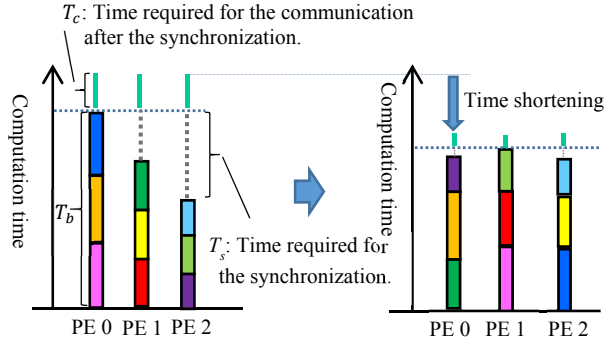 T_c: Time required for the communication
after the synchronization.
Computation time
T_b
T_s: Time required for
the synchronization.
PE 0 PE 1 PE 2
Time shortening
Computation time
PE 0 PE 1 PE 2